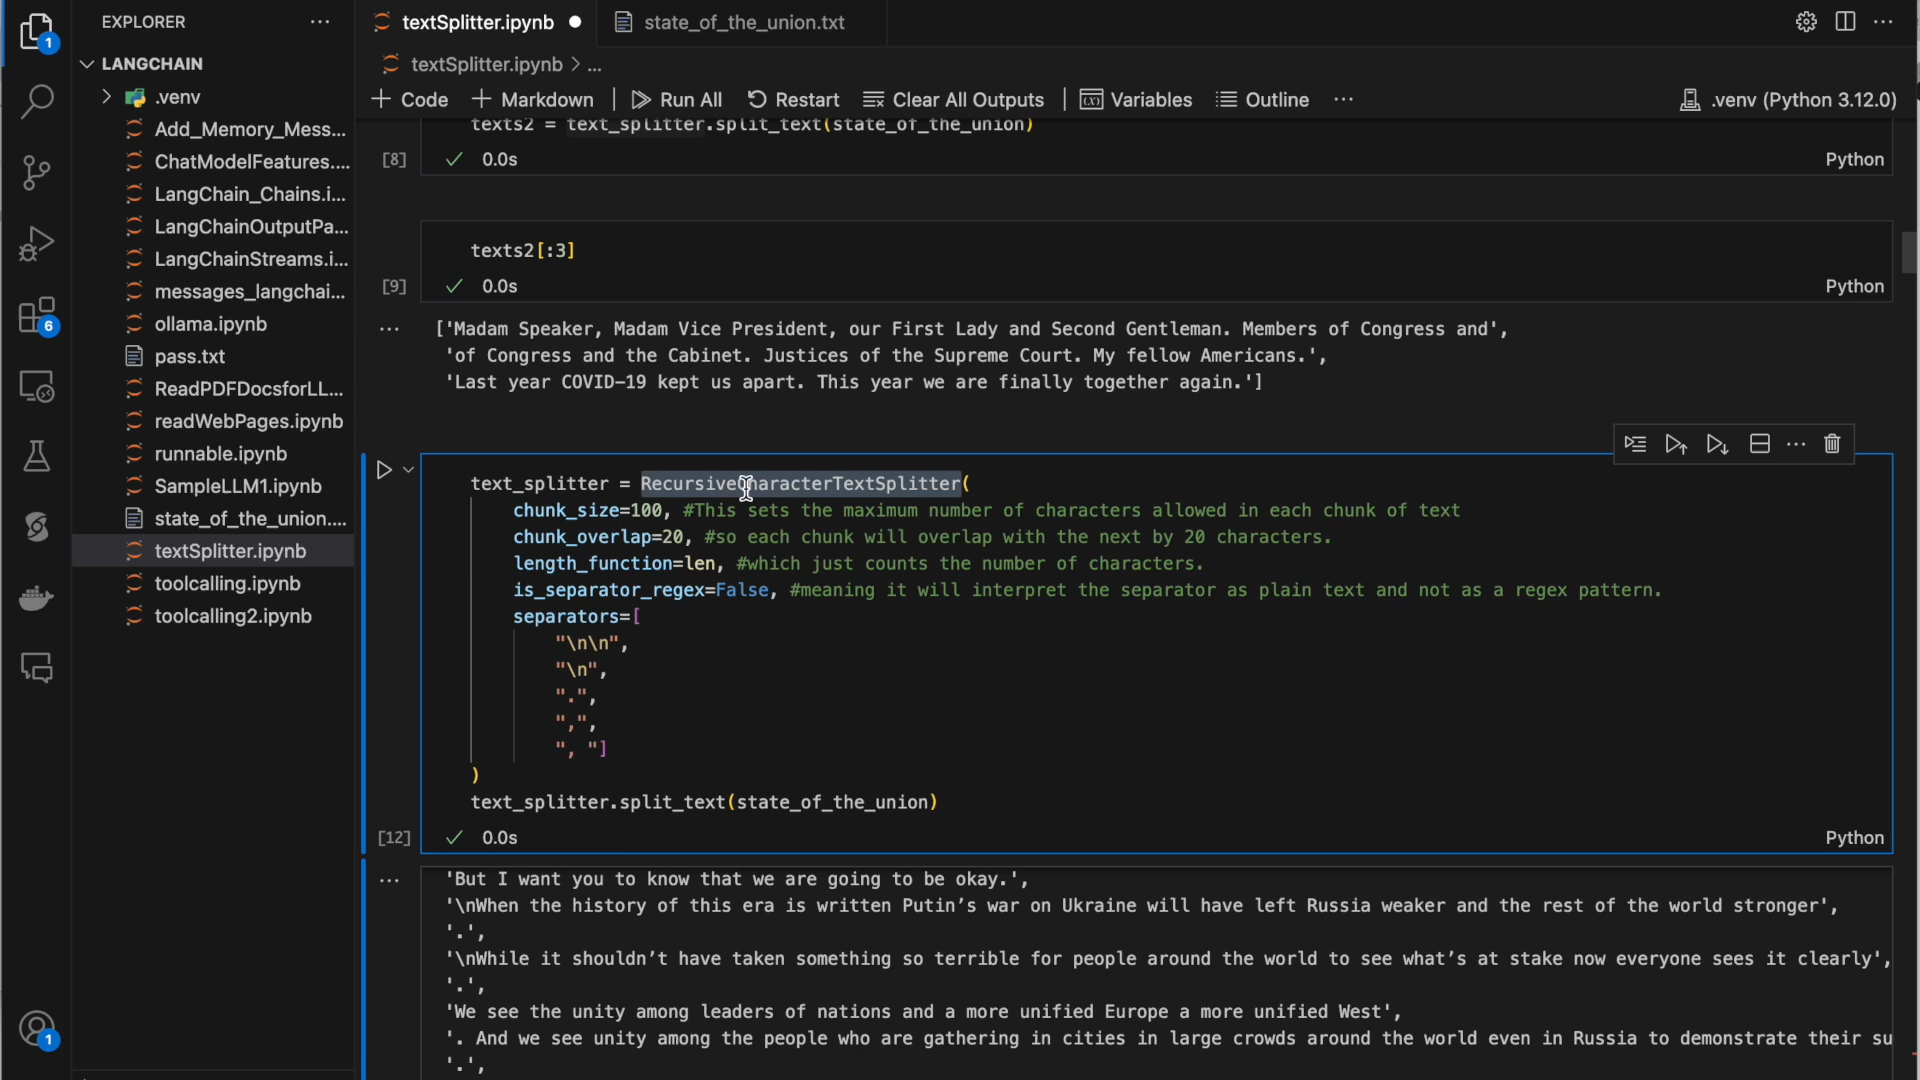 EXPLORER
···
textSplitter.ipynb
state_of_the_union.txt
···
1
LANGCHAIN
textSplitter.ipynb > ...
.venv
Code
Markdown
Run All
Restart
Clear All Outputs
Variables
Outline
···
.venv (Python 3.12.0)
Add_Memory_Mess...
ChatModelFeatures....
LangChain_Chains.i...
LangChainOutputPa...
LangChainStreams.i...
messages_langchai...
ollama.ipynb
pass.txt
ReadPDFDocsforLL...
readWebPages.ipynb
runnable.ipynb
SampleLLM1.ipynb
state_of_the_union....
textSplitter.ipynb
toolcalling.ipynb
toolcalling2.ipynb
6
1
texts2 = text_splitter.split_text(state_of_the_union)
[8]
0.0s
Python
texts2[:3]
[9]
0.0s
Python
···
['Madam Speaker, Madam Vice President, our First Lady and Second Gentleman. Members of Congress and',
'of Congress and the Cabinet. Justices of the Supreme Court. My fellow Americans.',
'Last year COVID-19 kept us apart. This year we are finally together again.']
···
text_splitter = RecursiveCharacterTextSplitter(
chunk_size=100, #This sets the maximum number of characters allowed in each chunk of text
chunk_overlap=20, #so each chunk will overlap with the next by 20 characters.
length_function=len, #which just counts the number of characters.
is_separator_regex=False, #meaning it will interpret the separator as plain text and not as a regex pattern.
separators=[
"\n\n",
"\n",
".",
",",
", "]
)
text_splitter.split_text(state_of_the_union)
[12]
0.0s
Python
···
'But I want you to know that we are going to be okay.',
'\nWhen the history of this era is written Putin’s war on Ukraine will have left Russia weaker and the rest of the world stronger',
'.',
'\nWhile it shouldn’t have taken something so terrible for people around the world to see what’s at stake now everyone sees it clearly',
'.',
'We see the unity among leaders of nations and a more unified Europe a more unified West',
'. And we see unity among the people who are gathering in cities in large crowds around the world even in Russia to demonstrate their su
'.',